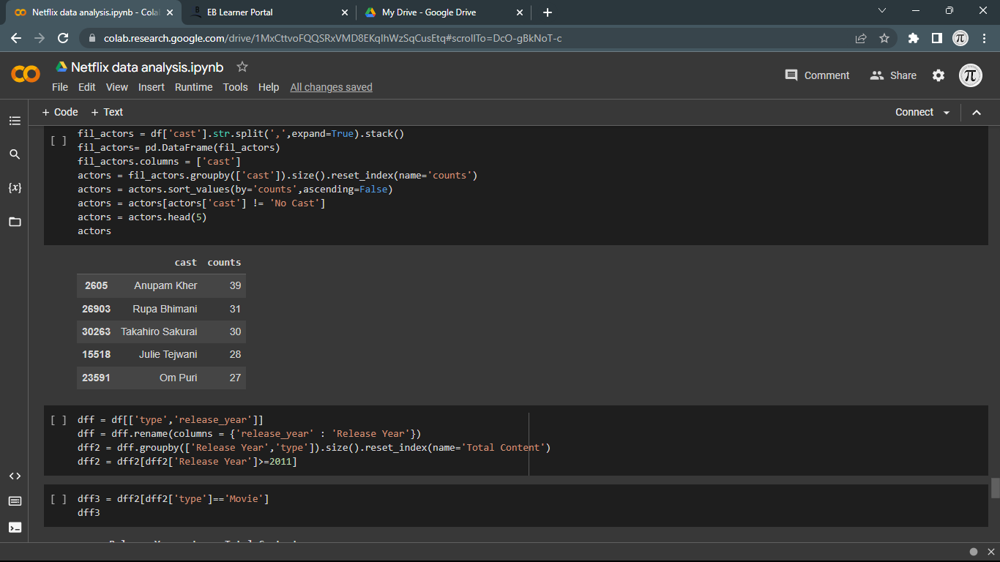 Netflix data analysis.ipynb - Cola
EB Learner Portal
My Drive - Google Drive
colab.research.google.com/drive/1MxCttvoFQQSRxVMD8EKqIhWzSqCusEtq#scrollTo=DcO-gBkNoT-c
Netflix data analysis.ipynb
Comment
Share
File Edit View Insert Runtime Tools Help All changes saved
+ Code + Text
Connect
[ ]
fil_actors = df['cast'].str.split(',',expand=True).stack()
fil_actors= pd.DataFrame(fil_actors)
fil_actors.columns = ['cast']
actors = fil_actors.groupby(['cast']).size().reset_index(name='counts')
actors = actors.sort_values(by='counts',ascending=False)
actors = actors[actors['cast'] != 'No Cast']
actors = actors.head(5)
actors
cast counts
2605 Anupam Kher 39
26903 Rupa Bhimani 31
30263 Takahiro Sakurai 30
15518 Julie Tejwani 28
23591 Om Puri 27
[ ] dff = df[['type','release_year']]
dff = dff.rename(columns = {'release_year' : 'Release Year'})
dff2 = dff.groupby(['Release Year','type']).size().reset_index(name='Total Content')
dff2 = dff2[dff2['Release Year']>=2011]
[ ] dff3 = dff2[dff2['type']=='Movie']
dff3